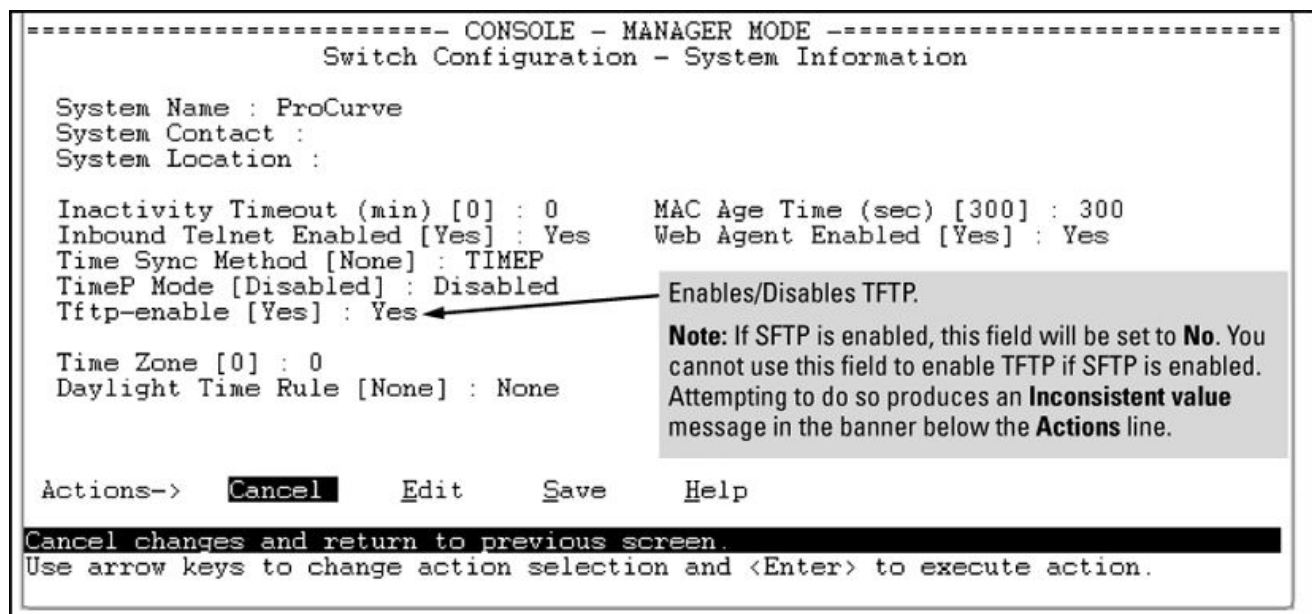 ==========================- CONSOLE - MANAGER MODE -============================
Switch Configuration - System Information
System Name : ProCurve
System Contact :
System Location :
Inactivity Timeout (min) [0] : 0     MAC Age Time (sec) [300] : 300
Inbound Telnet Enabled [Yes] : Yes     Web Agent Enabled [Yes] : Yes
Time Sync Method [None] : TIMEP
TimeP Mode [Disabled] : Disabled
Tftp-enable [Yes] : Yes
Time Zone [0] : 0
Daylight Time Rule [None] : None
Enables/Disables TFTP.
Note: If SFTP is enabled, this field will be set to No. You
cannot use this field to enable TFTP if SFTP is enabled.
Attempting to do so produces an Inconsistent value
message in the banner below the Actions line.
Actions->   Cancel     Edit     Save     Help
Cancel changes and return to previous screen.
Use arrow keys to change action selection and <Enter> to execute action.